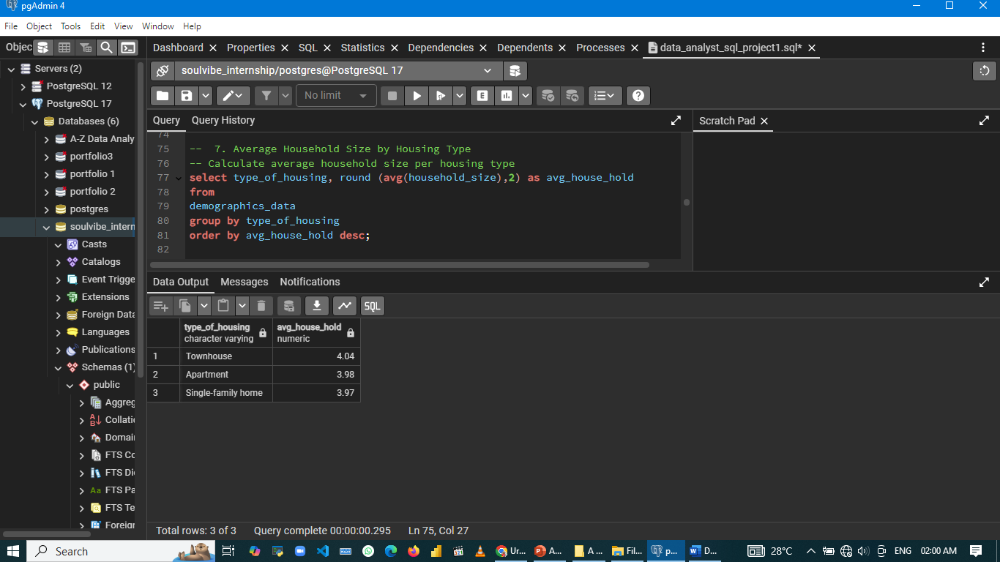 pgAdmin 4
File Object Tools Edit View Window Help
Objec
Dashboard Properties SQL Statistics Dependencies Dependents Processes data_analyst_sql_project1.sql*
Servers (2)
PostgreSQL 12
PostgreSQL 17
Databases (6)
A-Z Data Analy
portfolio3
portfolio 1
portfolio 2
postgres
soulvibe_intern
Casts
Catalogs
Event Trigge
Extensions
Foreign Data
Languages
Publications
Schemas (1)
public
Aggreg
Collatic
Domain
FTS Co
FTS Dic
Aa FTS Pa
FTS Te
Foreign
soulvibe_internship/postgres@PostgreSQL 17
No limit
E
Query Query History
Scratch Pad
74
75 --  7. Average Household Size by Housing Type
76 -- Calculate average household size per housing type
77 select type_of_housing, round (avg(household_size),2) as avg_house_hold
78 from
79 demographics_data
80 group by type_of_housing
81 order by avg_house_hold desc;
82
Data Output Messages Notifications
SQL
type_of_housing avg_house_hold
character varying numeric
1 Townhouse 4.04
2 Apartment 3.98
3 Single-family home 3.97
Total rows: 3 of 3 Query complete 00:00:00.295 Ln 75, Col 27
Search Ur... A... A ... Fil... p... D... 28°C ENG 02:00 AM